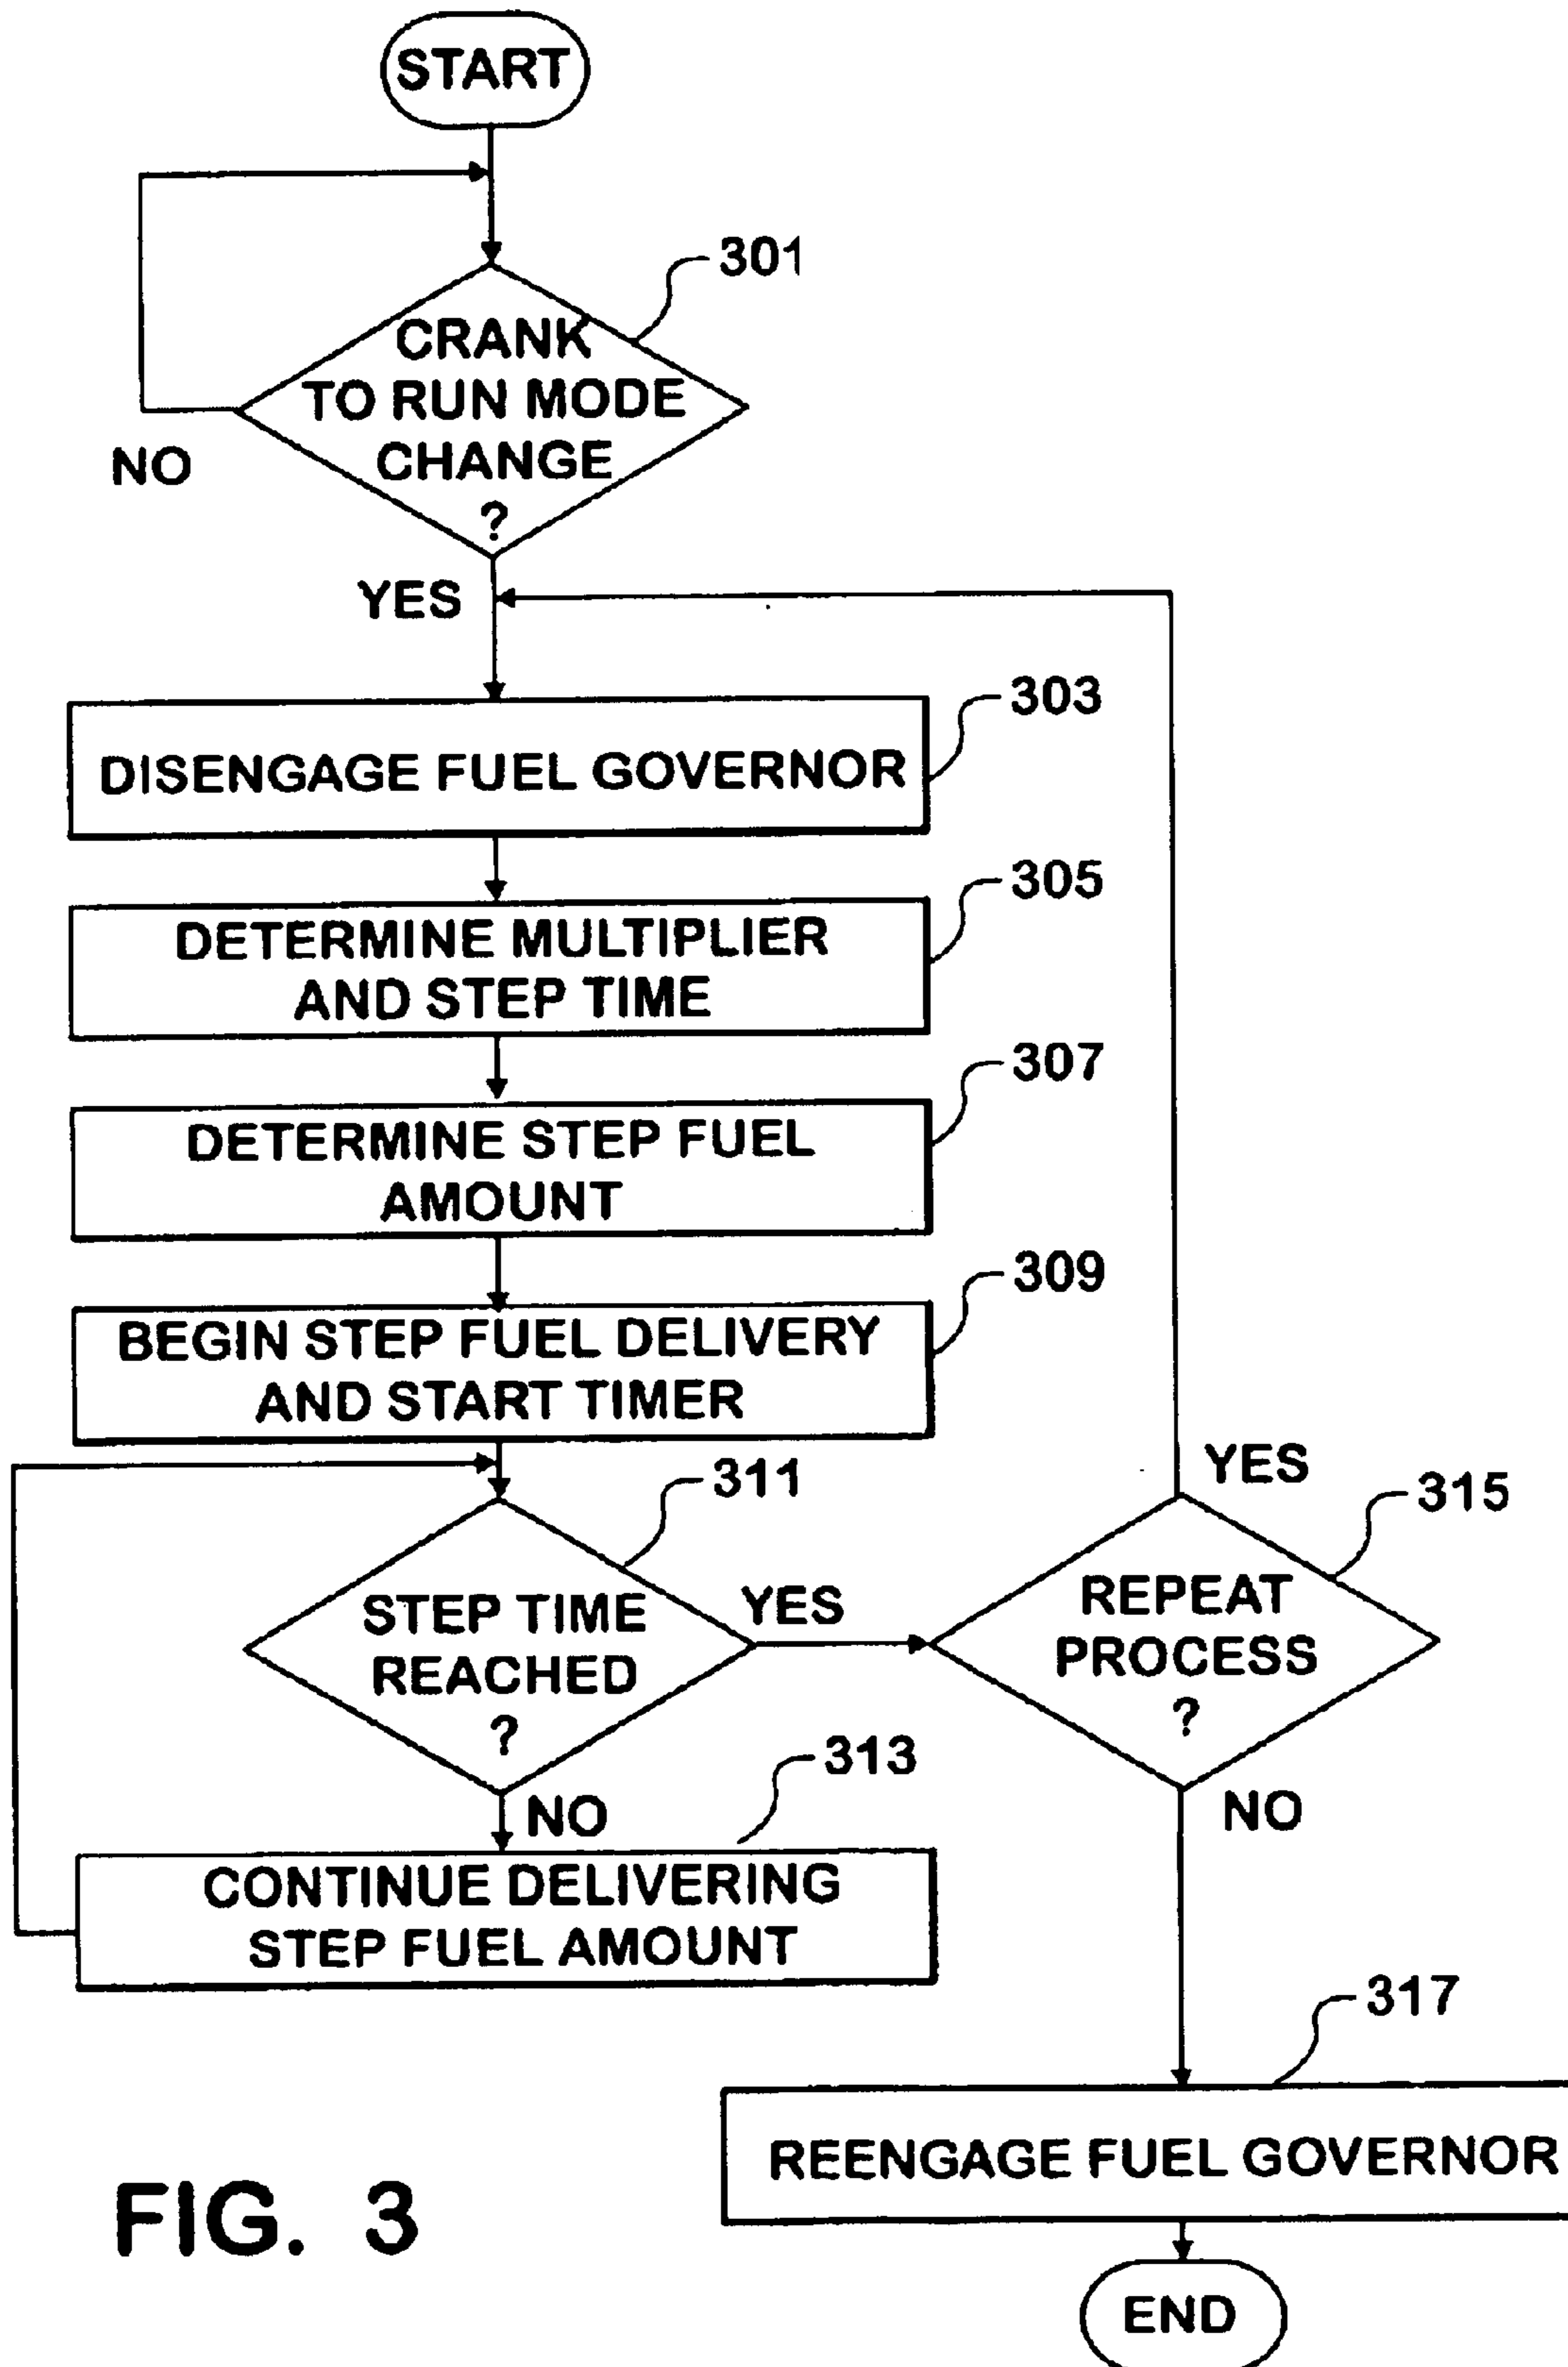 START
301
CRANK
TO RUN MODE
CHANGE
?
NO
YES
303
DISENGAGE FUEL GOVERNOR
305
DETERMINE MULTIPLIER
AND STEP TIME
307
DETERMINE STEP FUEL
AMOUNT
309
BEGIN STEP FUEL DELIVERY
AND START TIMER
311
STEP TIME
REACHED
?
YES
NO
313
CONTINUE DELIVERING
STEP FUEL AMOUNT
YES
315
REPEAT
PROCESS
?
NO
317
REENGAGE FUEL GOVERNOR
END
FIG. 3